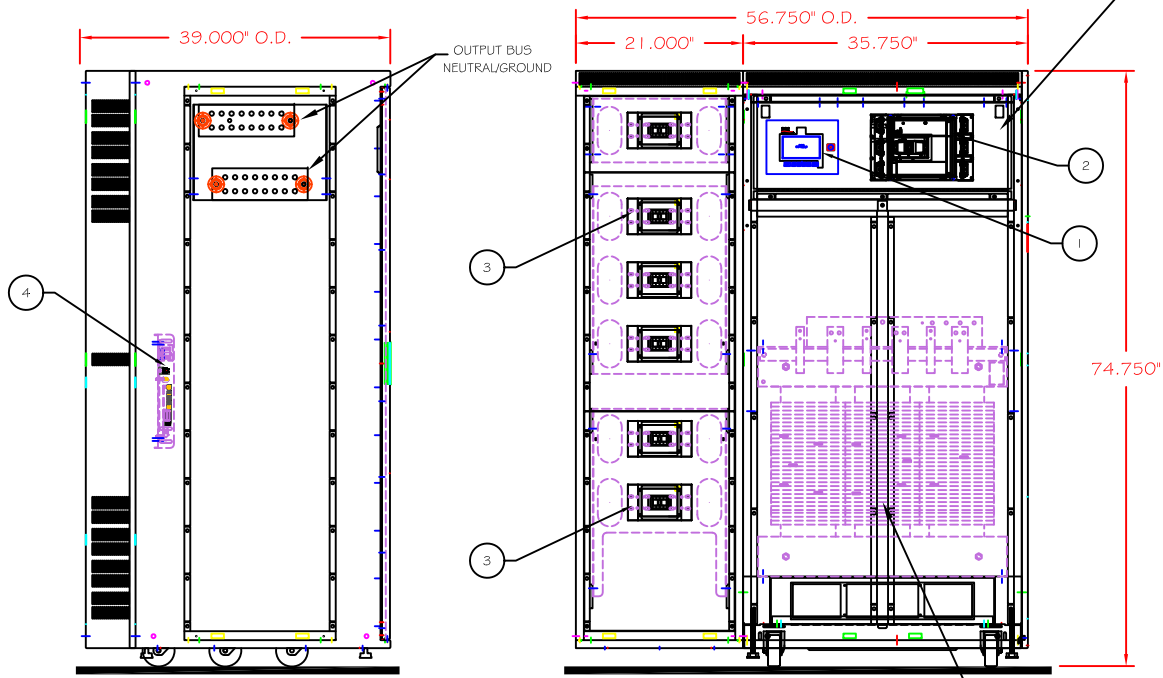 56.750" O.D.
39.000" O.D.
21.000"
35.750"
OUTPUT BUS
NEUTRAL/GROUND
2
3
1
4
74.750"
3